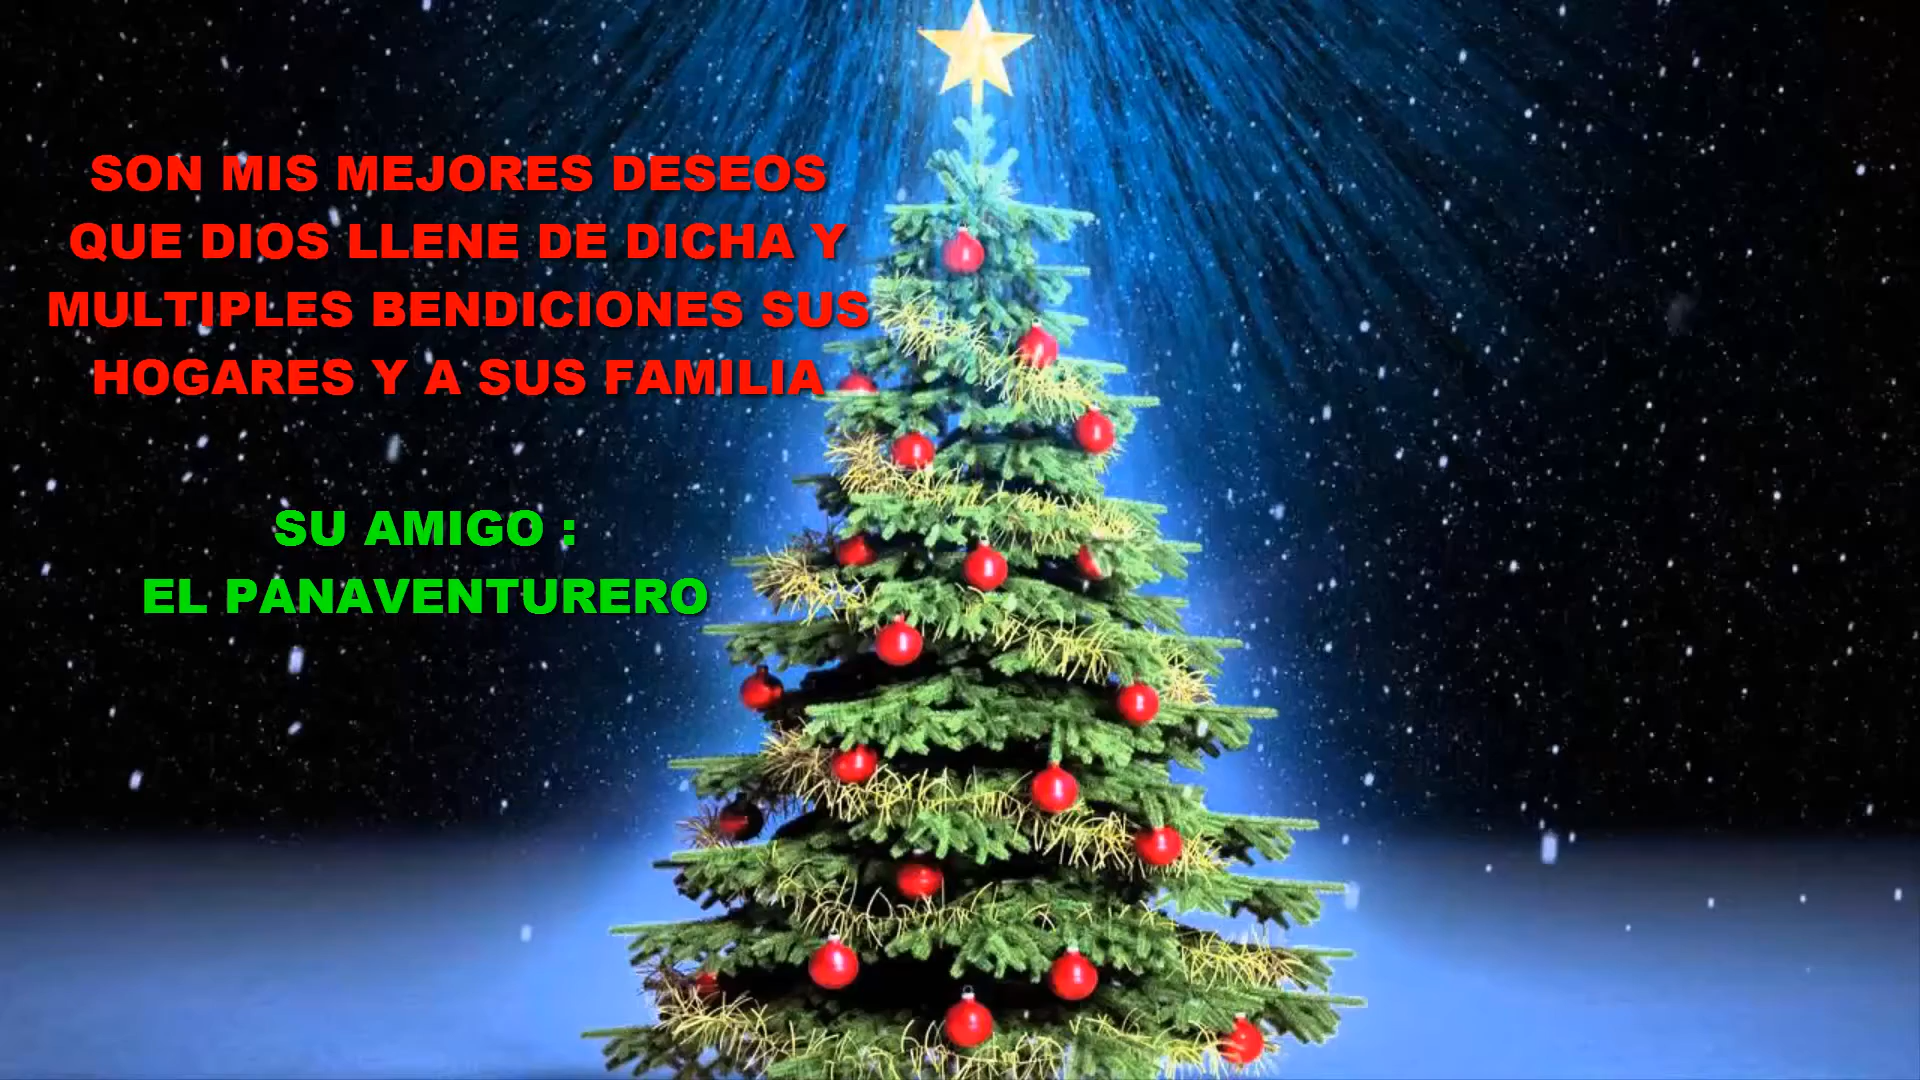 SON MIS MEJORES DESEOS
QUE DIOS LLENE DE DICHA Y
MULTIPLES BENDICIONES SUS
HOGARES Y A SUS FAMILIA
SU AMIGO :
EL PANAVENTURERO